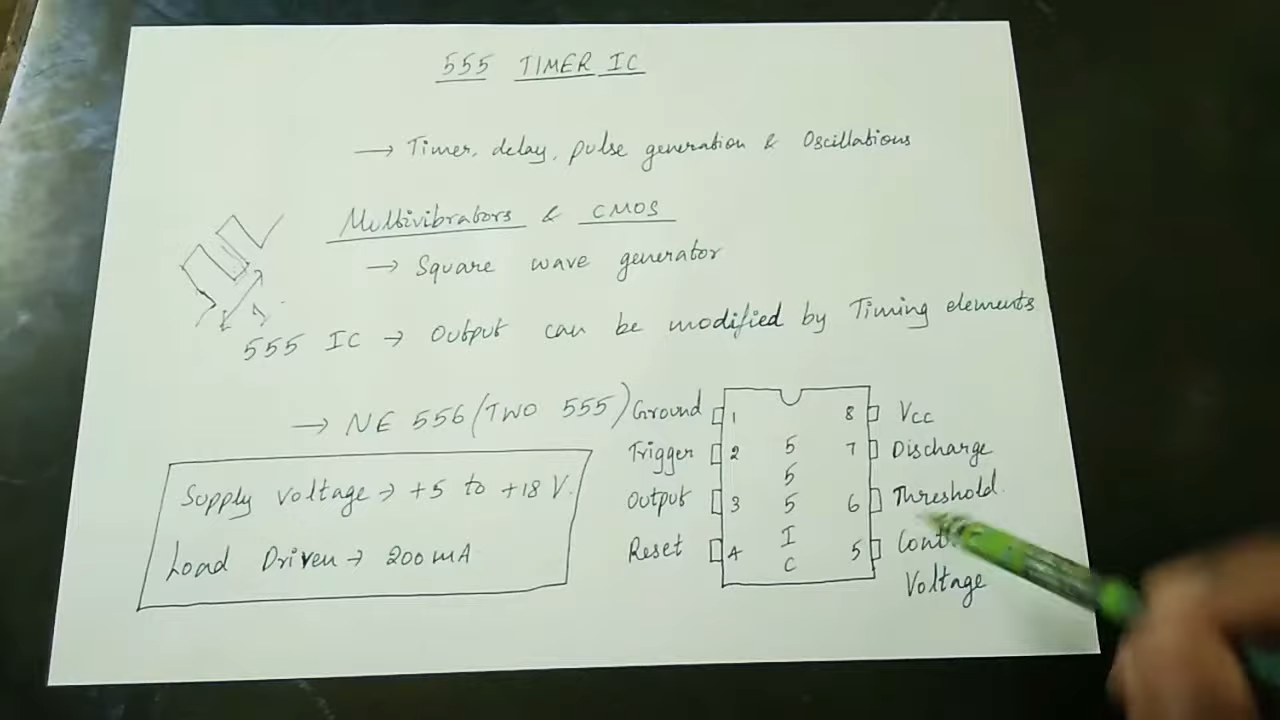 555 TIMER IC
→ Timer, delay, pulse generation & Oscillations
Multivibrators & CMOS
→ Square wave generator
555 IC → Output can be modified by Timing elements
→ NE 556 (TWO 555)
Supply Voltage → +5 to +18 V.
Load Driven → 200mA
Ground 1 8 Vcc
Trigger 2 5 7 Discharge
5
Output 3 5 6 Threshold
Reset 4 I 5
C
Voltage